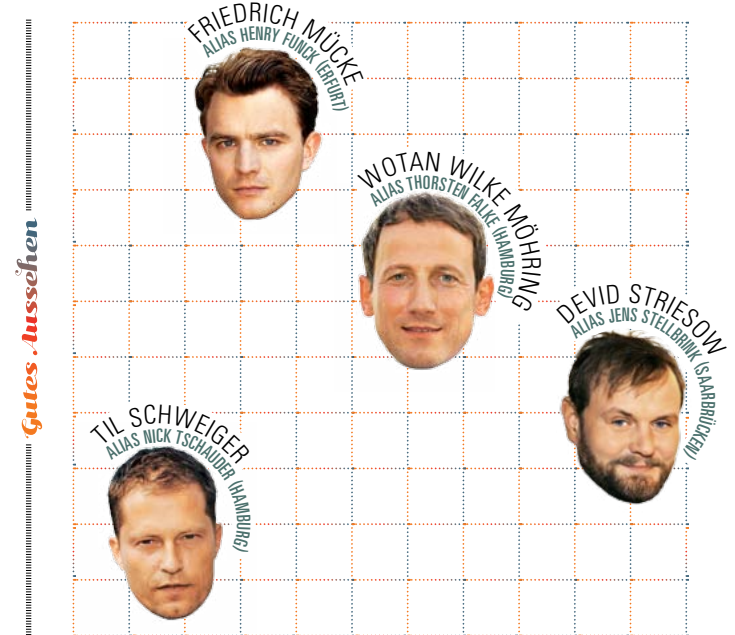 FRIEDRICH MÜCKE
ALIAS HENRY FUNCK (ERFURT)
WOTAN WILKE MÖHRING
ALIAS THORSTEN FALKE (HAMBURG)
DEVID STRIESOW
ALIAS JENS STELLBRINK (SAARBRÜCKEN)
Gutes Aussehen
TIL SCHWEIGER
ALIAS NICK TSCHAUDER (HAMBURG)